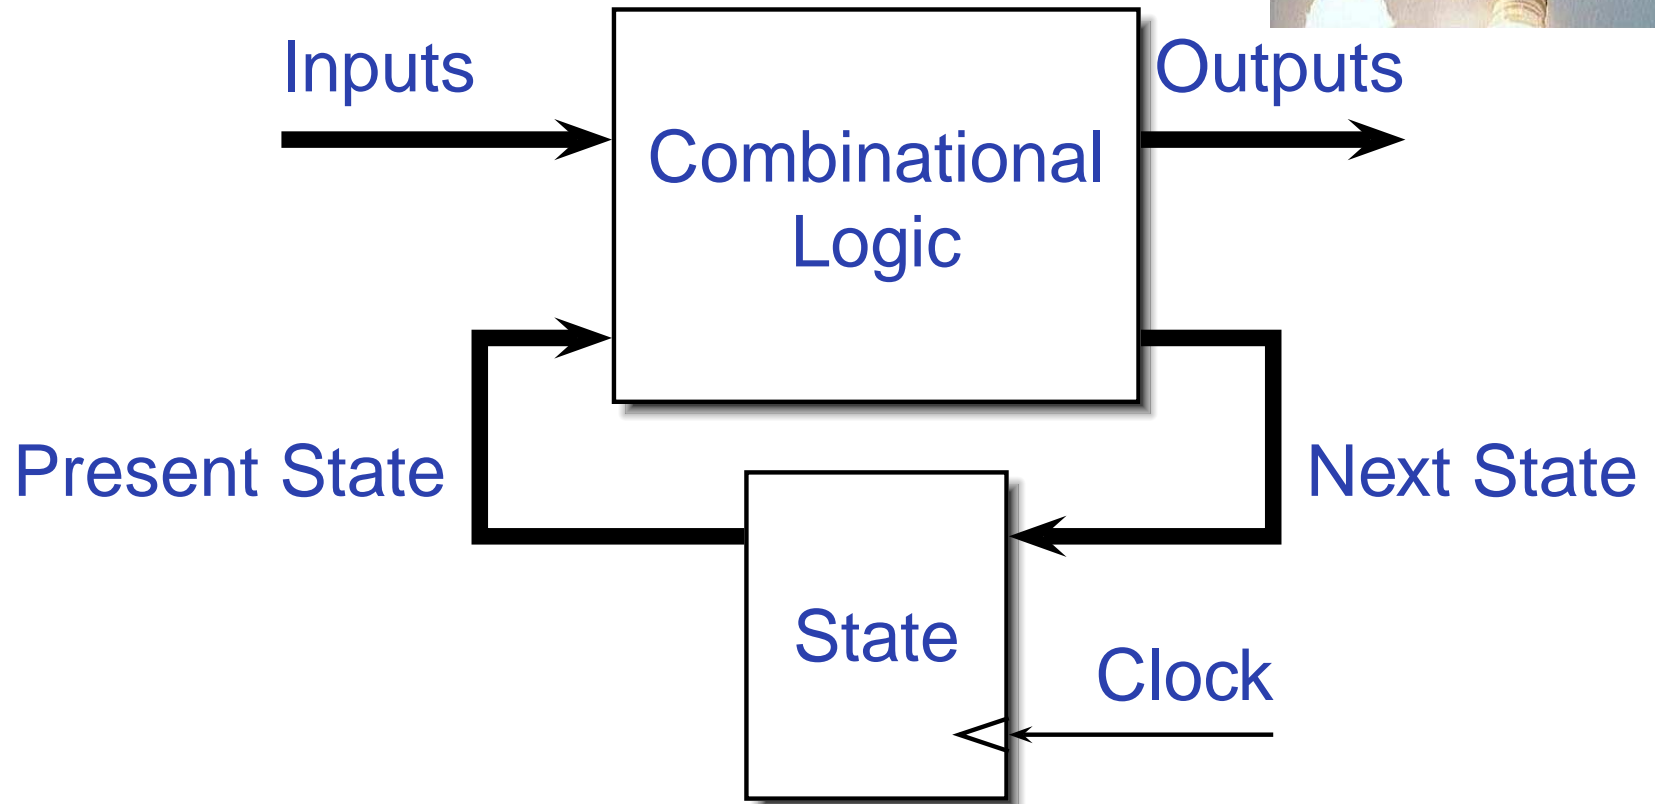 Inputs
Outputs
Combinational
Logic
Present State
Next State
State
Clock